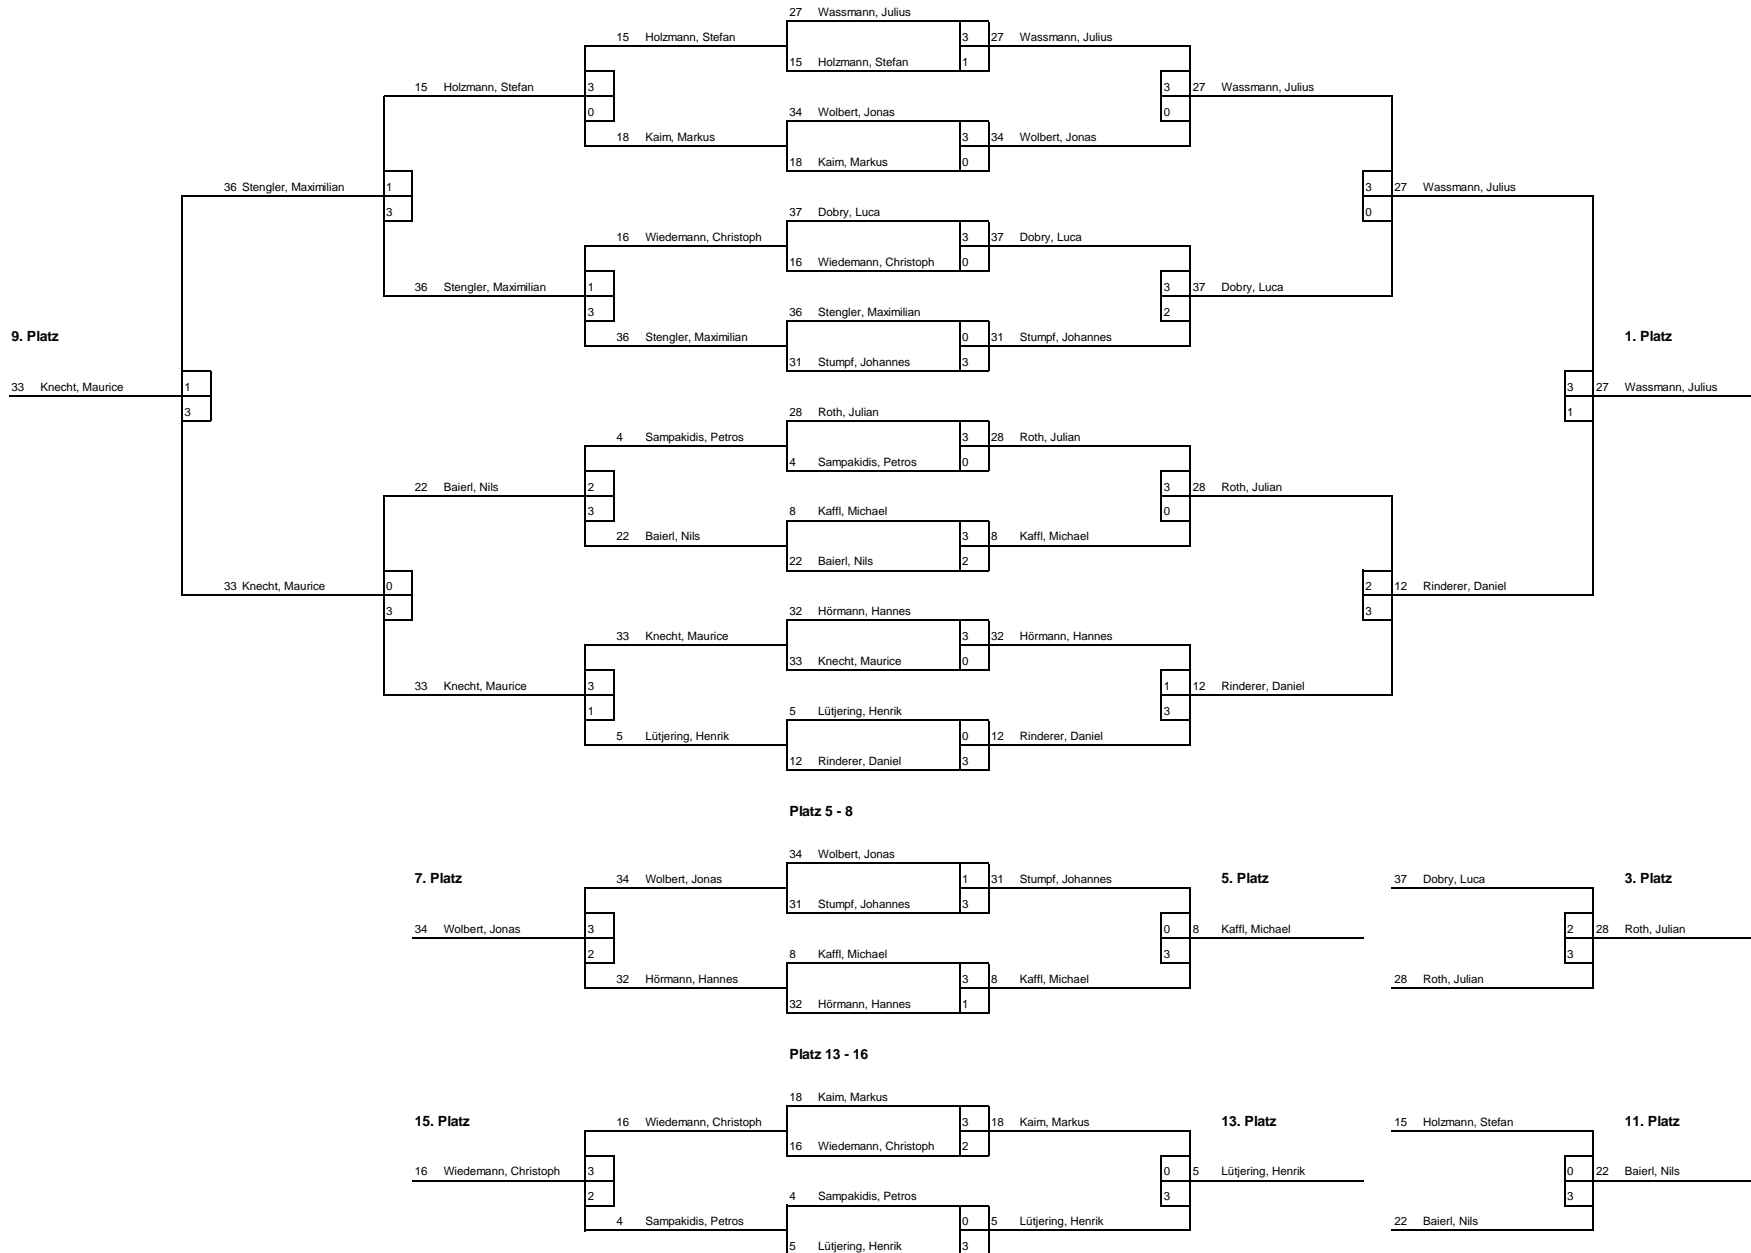 27 Wassmann, Julius
15 Holzmann, Stefan 3 27 Wassmann, Julius
15 Holzmann, Stefan 1
15 Holzmann, Stefan 3 3 27 Wassmann, Julius
0 34 Wolbert, Jonas 0
18 Kaim, Markus 3 34 Wolbert, Jonas
18 Kaim, Markus 0
36 Stengler, Maximilian 1 3 27 Wassmann, Julius
3 37 Dobry, Luca 0
16 Wiedemann, Christoph 3 37 Dobry, Luca
16 Wiedemann, Christoph 0
36 Stengler, Maximilian 1 3 37 Dobry, Luca
3 36 Stengler, Maximilian 2
9. Platz 36 Stengler, Maximilian 0 31 Stumpf, Johannes 1. Platz
31 Stumpf, Johannes 3
33 Knecht, Maurice 1 3 27 Wassmann, Julius
3 28 Roth, Julian 1
4 Sampakidis, Petros 3 28 Roth, Julian
4 Sampakidis, Petros 0
22 Baierl, Nils 2 3 28 Roth, Julian
3 8 Kaffl, Michael 0
22 Baierl, Nils 3 8 Kaffl, Michael
22 Baierl, Nils 2
33 Knecht, Maurice 0 2 12 Rinderer, Daniel
3 32 Hörmann, Hannes 3
33 Knecht, Maurice 3 32 Hörmann, Hannes
33 Knecht, Maurice 0
33 Knecht, Maurice 3 1 12 Rinderer, Daniel
1 5 Lütjering, Henrik 3
5 Lütjering, Henrik 0 12 Rinderer, Daniel
12 Rinderer, Daniel 3
Platz 5 - 8
34 Wolbert, Jonas
7. Platz 34 Wolbert, Jonas 1 31 Stumpf, Johannes 5. Platz 37 Dobry, Luca 3. Platz
31 Stumpf, Johannes 3
34 Wolbert, Jonas 3 0 8 Kaffl, Michael 2 28 Roth, Julian
2 8 Kaffl, Michael 3 3
32 Hörmann, Hannes 3 8 Kaffl, Michael 28 Roth, Julian
32 Hörmann, Hannes 1
Platz 13 - 16
18 Kaim, Markus
15. Platz 16 Wiedemann, Christoph 3 18 Kaim, Markus 13. Platz 15 Holzmann, Stefan 11. Platz
16 Wiedemann, Christoph 2
16 Wiedemann, Christoph 3 0 5 Lütjering, Henrik 0 22 Baierl, Nils
2 4 Sampakidis, Petros 3 3
4 Sampakidis, Petros 0 5 Lütjering, Henrik 22 Baierl, Nils
5 Lütjering, Henrik 3